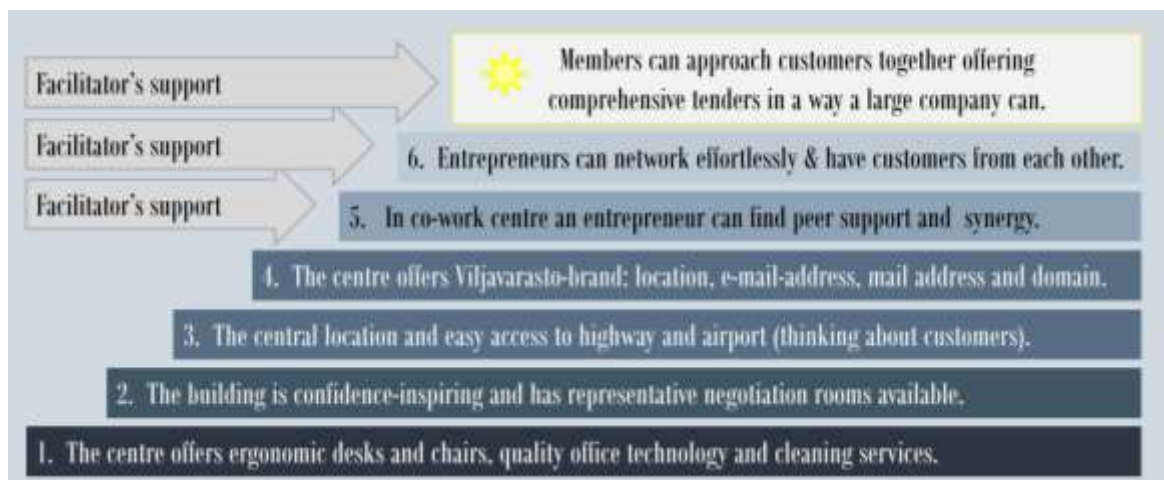 Facilitator's support
Members can approach customers together offering
comprehensive tenders in a way a large company can.
Facilitator's support
6. Entrepreneurs can network effortlessly & have customers from each other.
Facilitator's support
5. In co-work centre an entrepreneur can find peer support and synergy.
4. The centre offers Viljavarasto-brand: location, e-mail-address, mail address and domain.
3. The central location and easy access to highway and airport (thinking about customers).
2. The building is confidence-inspiring and has representative negotiation rooms available.
1. The centre offers ergonomic desks and chairs, quality office technology and cleaning services.